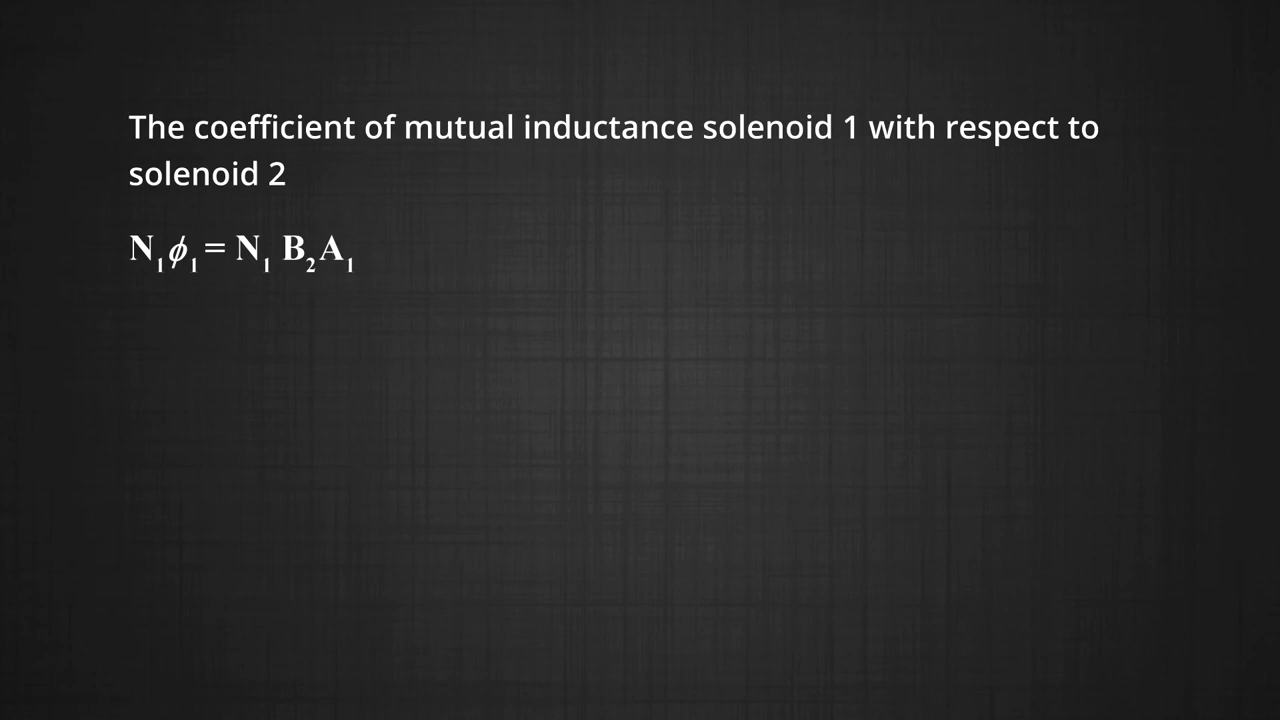 The coefficient of mutual inductance solenoid 1 with respect to
solenoid 2
N₁ϕ₁ = N₁ B₂A₁